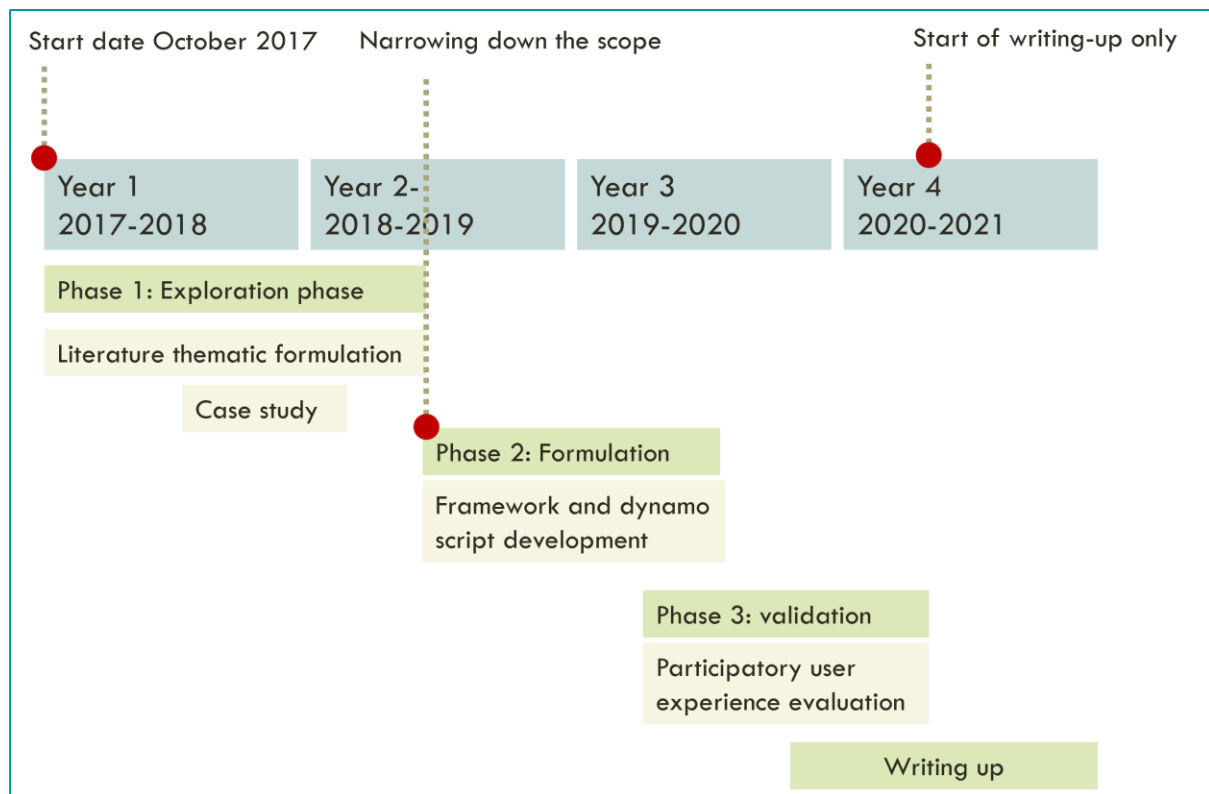 Start date October 2017
Narrowing down the scope
Start of writing-up only
Year 1
2017-2018
Year 2-
2018-2019
Year 3
2019-2020
Year 4
2020-2021
Phase 1: Exploration phase
Literature thematic formulation
Case study
Phase 2: Formulation
Framework and dynamo
script development
Phase 3: validation
Participatory user
experience evaluation
Writing up